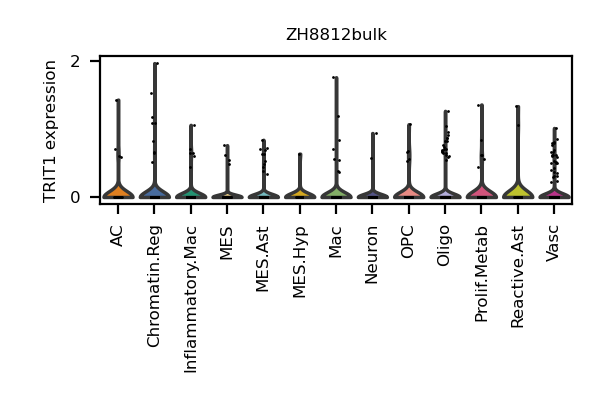 ZH8812bulk
TRIT1 expression
2
0
AC
Chromatin.Reg
Inflammatory.Mac
MES
MES.Ast
MES.Hyp
Mac
Neuron
OPC
Oligo
Prolif.Metab
Reactive.Ast
Vasc